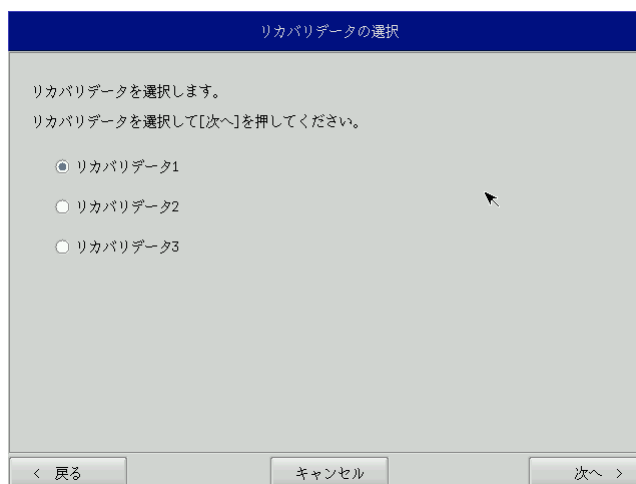 リカバリデータの選択
リカバリデータを選択します。
リカバリデータを選択して[次へ]を押してください。
リカバリデータ1
リカバリデータ2
リカバリデータ3
< 戻る
キャンセル
次へ >